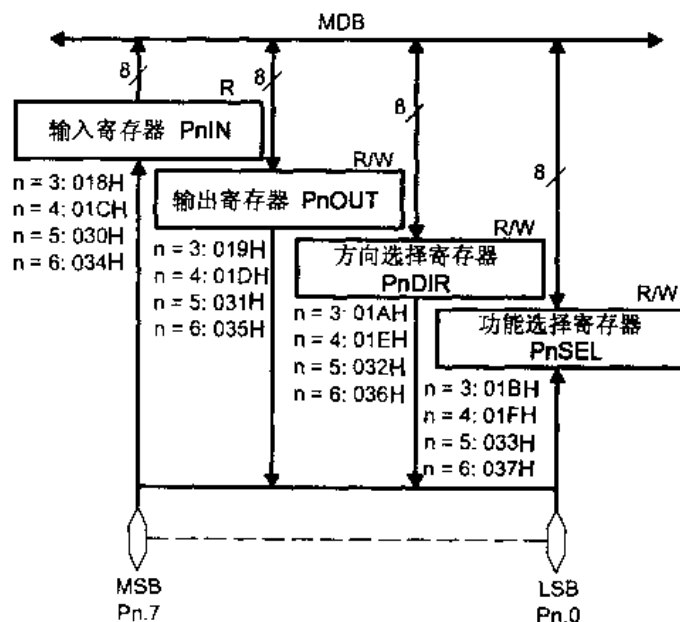 MDB
8
8
8
8
R
输入寄存器 PnIN
n = 3: 018H
n = 4: 01CH
n = 5: 030H
n = 6: 034H
R/W
输出寄存器 PnOUT
n = 3: 019H
n = 4: 01DH
n = 5: 031H
n = 6: 035H
R/W
方向选择寄存器
PnDIR
n = 3: 01AH
n = 4: 01EH
n = 5: 032H
n = 6: 036H
R/W
功能选择寄存器
PnSEL
n = 3: 01BH
n = 4: 01FH
n = 5: 033H
n = 6: 037H
MSB
Pn.7
LSB
Pn.0